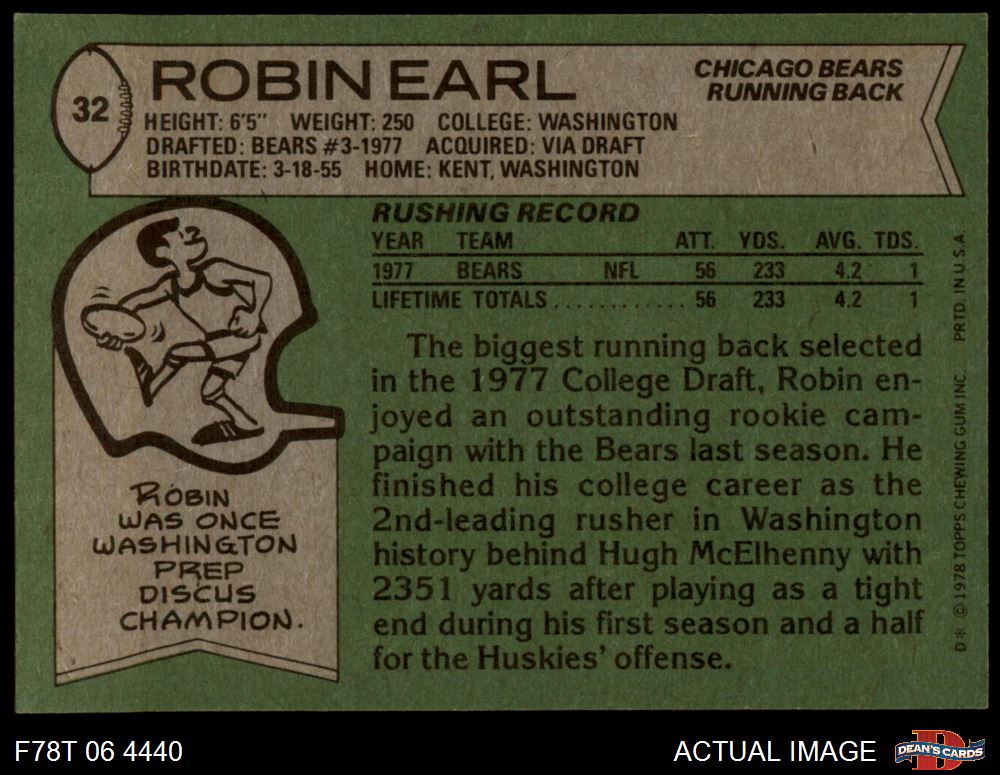 32
ROBIN EARL
CHICAGO BEARS
RUNNING BACK
HEIGHT: 6'5" WEIGHT: 250 COLLEGE: WASHINGTON
DRAFTED: BEARS #3-1977 ACQUIRED: VIA DRAFT
BIRTHDATE: 3-18-55 HOME: KENT, WASHINGTON
RUSHING RECORD
YEAR TEAM ATT. YDS. AVG. TDS.
1977 BEARS NFL 56 233 4.2 1
LIFETIME TOTALS............ 56 233 4.2 1
The biggest running back selected
in the 1977 College Draft, Robin en-
joyed an outstanding rookie cam-
paign with the Bears last season. He
finished his college career as the
2nd-leading rusher in Washington
history behind Hugh McElhenny with
2351 yards after playing as a tight
end during his first season and a half
for the Huskies' offense.
ROBIN
WAS ONCE
WASHINGTON
PREP
DISCUS
CHAMPION.
D* © 1978 TOPPS CHEWING GUM INC. PRTD. IN U.S.A.
F78T 06 4440
ACTUAL IMAGE
D
DEAN'S CARDS